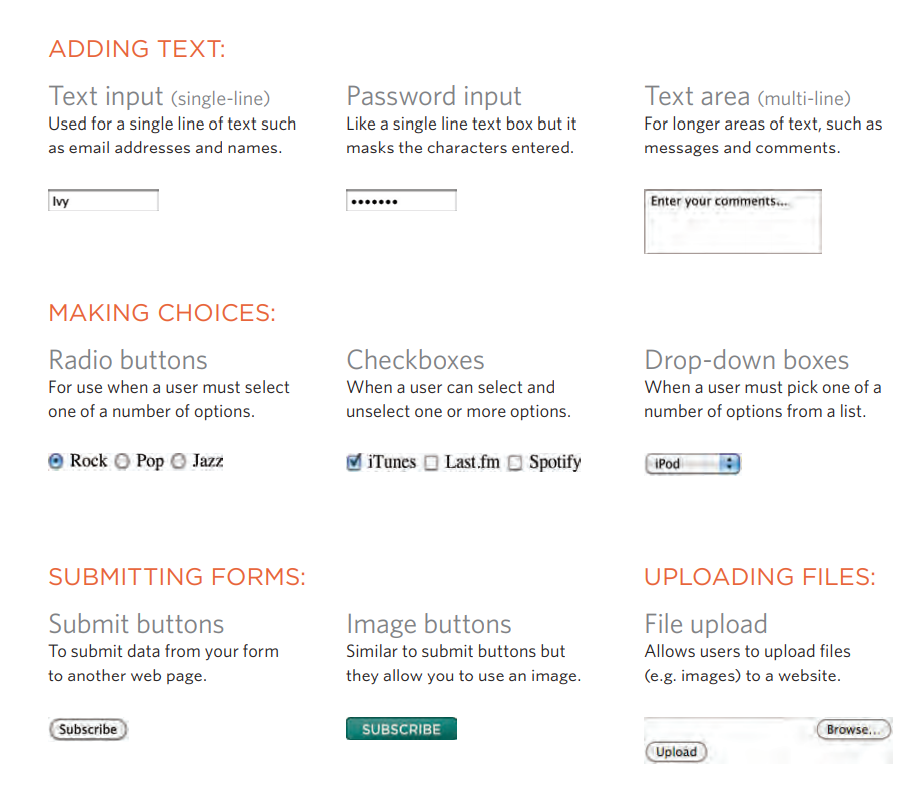 ADDING TEXT:
Text input (single-line)
Used for a single line of text such
as email addresses and names.
Ivy
Password input
Like a single line text box but it
masks the characters entered.
•••••••
Text area (multi-line)
For longer areas of text, such as
messages and comments.
Enter your comments...
MAKING CHOICES:
Radio buttons
For use when a user must select
one of a number of options.
Rock Pop Jazz
Checkboxes
When a user can select and
unselect one or more options.
iTunes Last.fm Spotify
Drop-down boxes
When a user must pick one of a
number of options from a list.
iPod
SUBMITTING FORMS:
Submit buttons
To submit data from your form
to another web page.
Subscribe
Image buttons
Similar to submit buttons but
they allow you to use an image.
SUBSCRIBE
UPLOADING FILES:
File upload
Allows users to upload files
(e.g. images) to a website.
Browse...
Upload